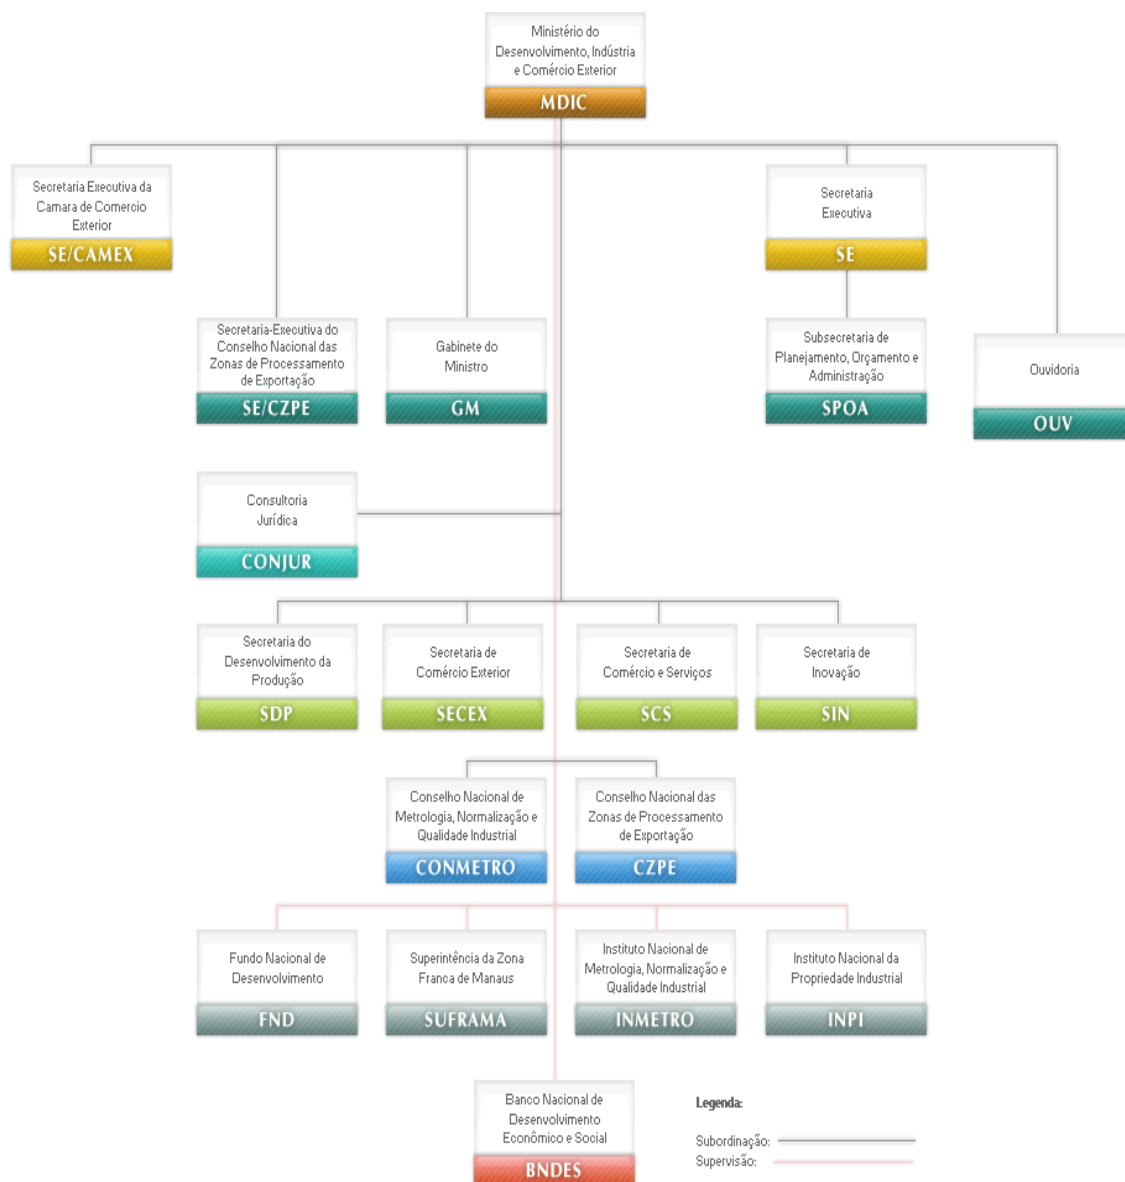 Ministério do
Desenvolvimento, Indústria
e Comércio Exterior
MDIC
Secretaria Executiva da
Camara de Comercio
Exterior
SE/CAMEX
Secretaria
Executiva
SE
Secretaria-Executiva do
Conselho Nacional das
Zonas de Processamento
de Exportação
SE/CZPE
Gabinete do
Ministro
GM
Subsecretaria de
Planejamento, Orçamento e
Administração
SPOA
Ouvidoria
OUV
Consultoria
Jurídica
CONJUR
Secretaria do
Desenvolvimento da
Produção
SDP
Secretaria de
Comércio Exterior
SECEX
Secretaria de
Comércio e Serviços
SCS
Secretaria de
Inovação
SIN
Conselho Nacional de
Metrologia, Normalização e
Qualidade Industrial
CONMETRO
Conselho Nacional das
Zonas de Processamento
de Exportação
CZPE
Fundo Nacional de
Desenvolvimento
FND
Superintência da Zona
Franca de Manaus
SUFRAMA
Instituto Nacional de
Metrologia, Normalização e
Qualidade Industrial
INMETRO
Instituto Nacional da
Propriedade Industrial
INPI
Banco Nacional de
Desenvolvimento
Econômico e Social
BNDES
Legenda:
Subordinação:
Supervisão: